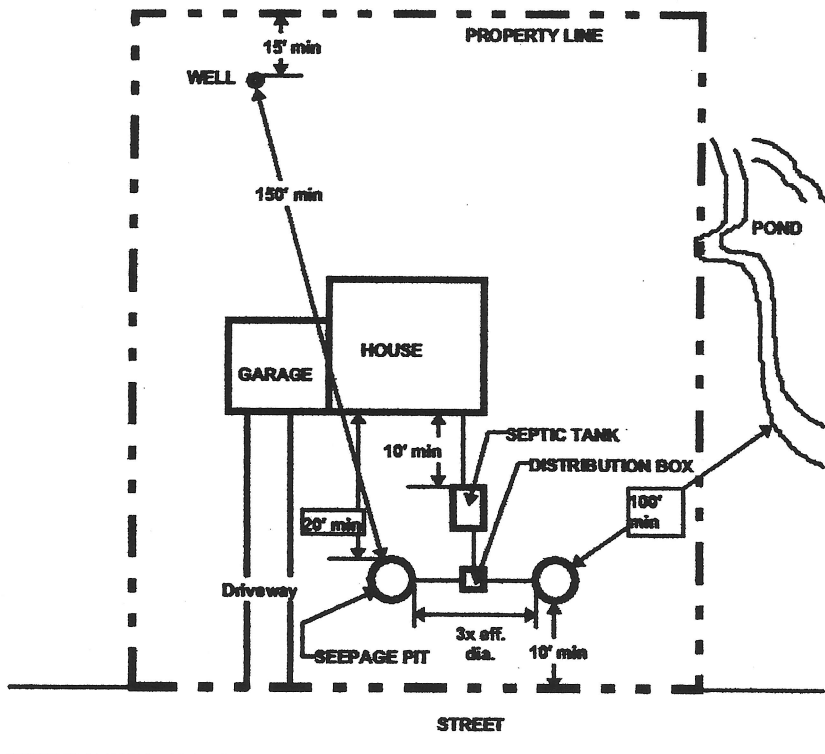 15' min
PROPERTY LINE
WELL
150' min
POND
HOUSE
GARAGE
10' min
SEPTIC TANK
DISTRIBUTION BOX
100'
min
20' min
Driveway
3x eff.
dia.
10' min
SEEPAGE PIT
STREET